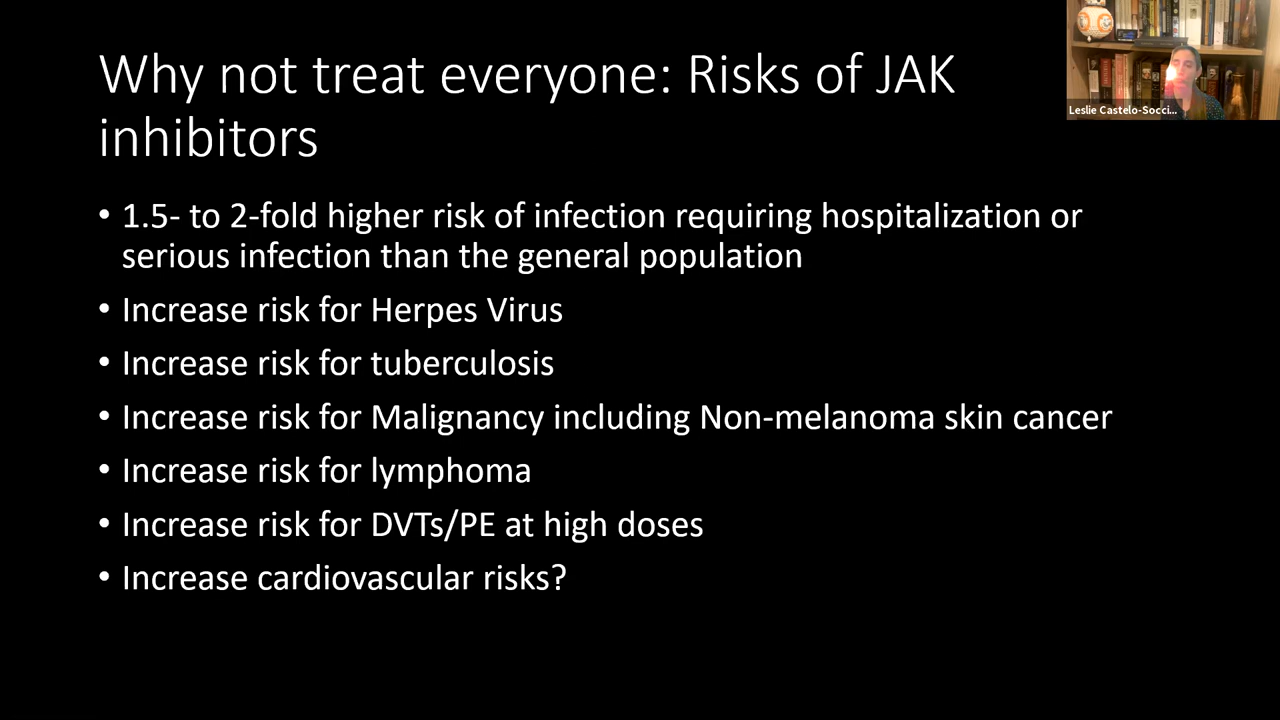 Why not treat everyone: Risks of JAK
inhibitors
Leslie Castelo-Socci...
• 1.5- to 2-fold higher risk of infection requiring hospitalization or
serious infection than the general population
• Increase risk for Herpes Virus
• Increase risk for tuberculosis
• Increase risk for Malignancy including Non-melanoma skin cancer
• Increase risk for lymphoma
• Increase risk for DVTs/PE at high doses
• Increase cardiovascular risks?